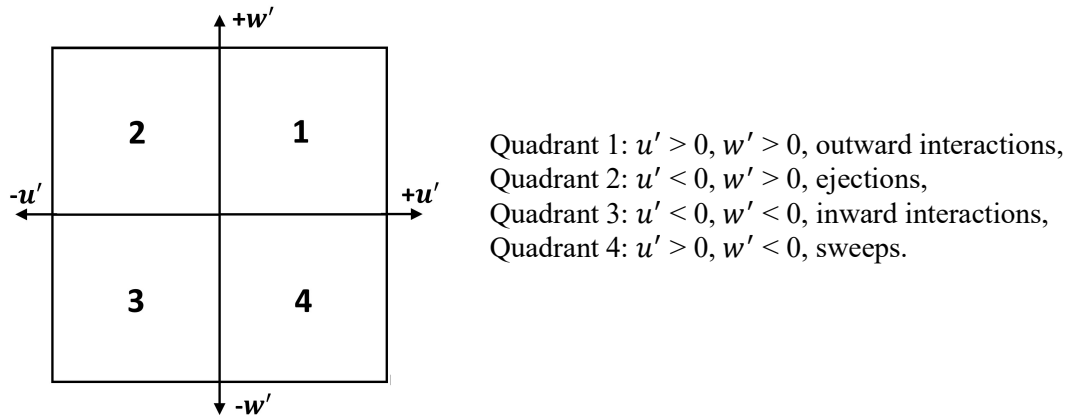 +w′
2
1
-u′
+u′
3
4
-w′
Quadrant 1: u′ > 0, w′ > 0, outward interactions,
Quadrant 2: u′ < 0, w′ > 0, ejections,
Quadrant 3: u′ < 0, w′ < 0, inward interactions,
Quadrant 4: u′ > 0, w′ < 0, sweeps.